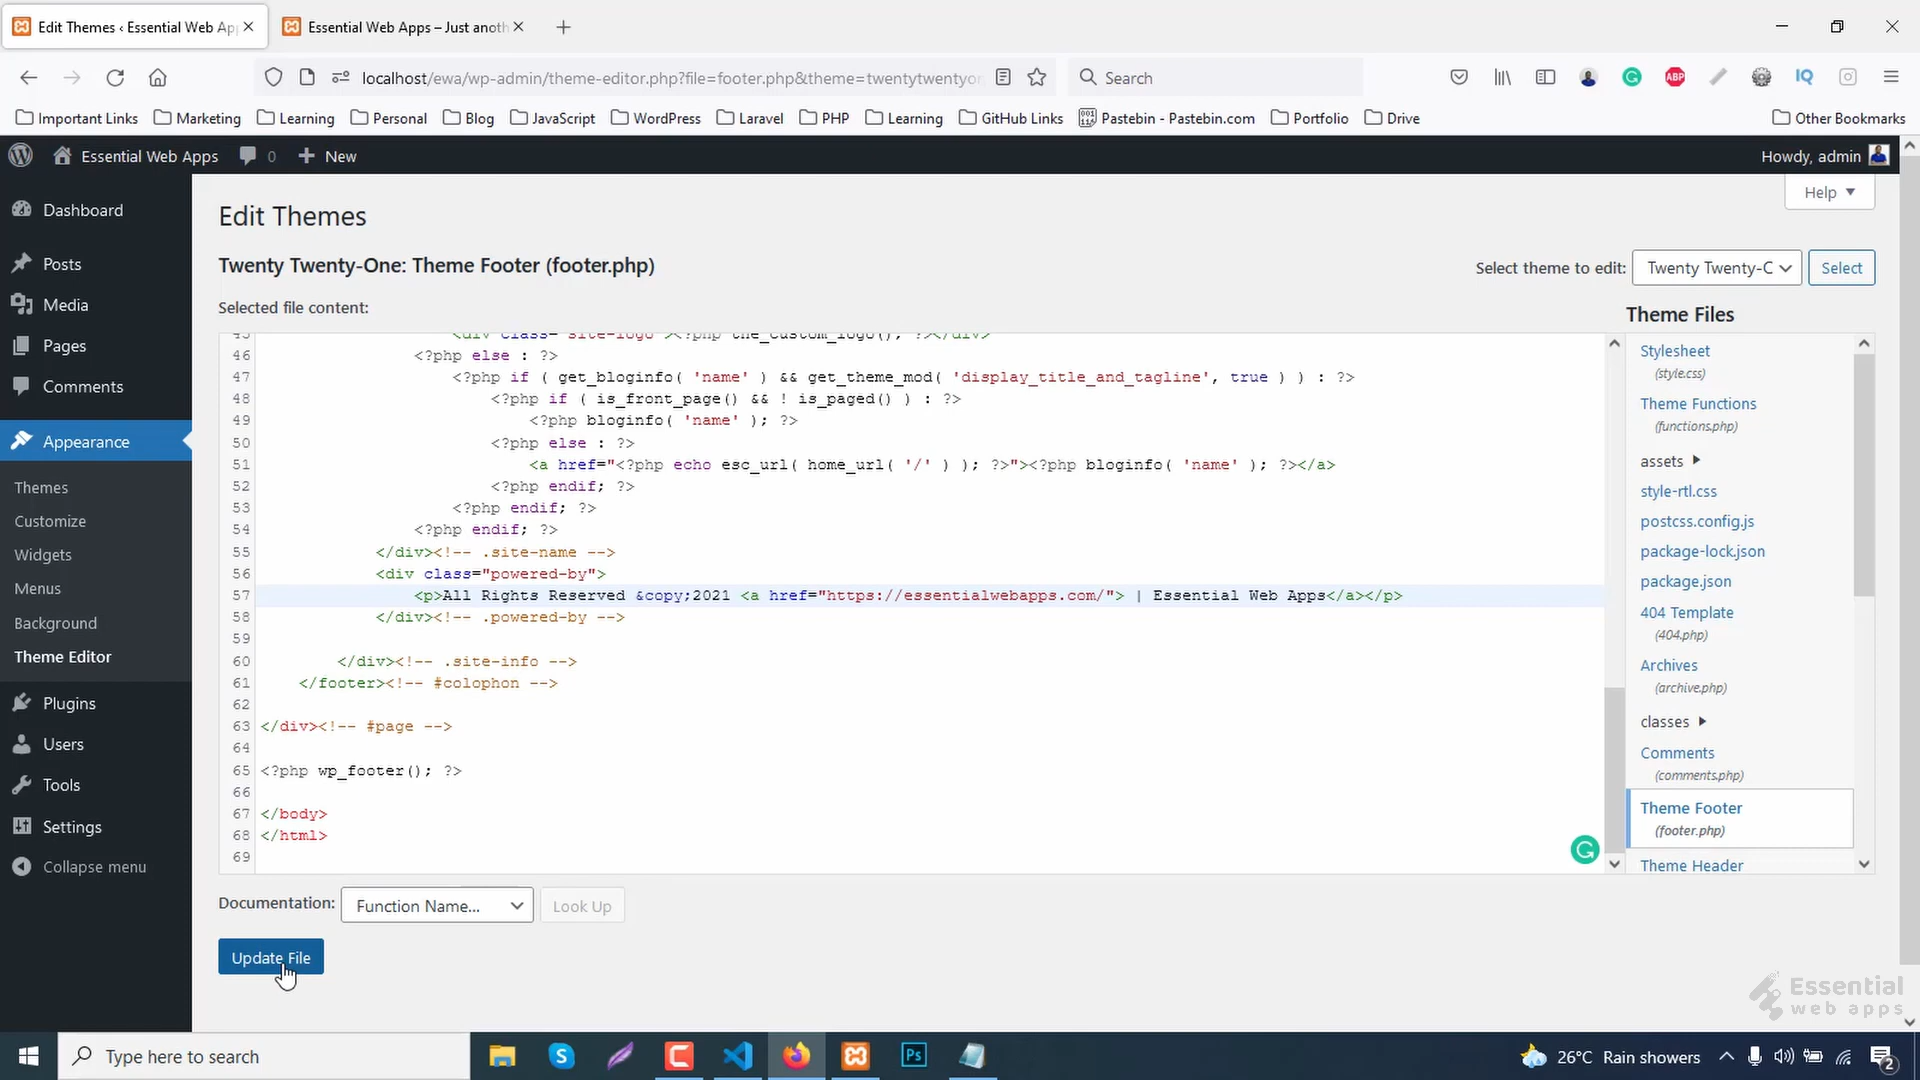 Edit Themes ‹ Essential Web Ap
Essential Web Apps – Just anoth
localhost/ewa/wp-admin/theme-editor.php?file=footer.php&theme=twentytwentyo
Search
ABP
IQ
Important Links
Marketing
Learning
Personal
Blog
JavaScript
WordPress
Laravel
PHP
Learning
GitHub Links
Pastebin - Pastebin.com
Portfolio
Drive
Other Bookmarks
Essential Web Apps
0
New
Howdy, admin
Help
Dashboard
Posts
Media
Pages
Comments
Appearance
Themes
Customize
Widgets
Menus
Background
Theme Editor
Plugins
Users
Tools
Settings
Collapse menu
Edit Themes
Twenty Twenty-One: Theme Footer (footer.php)
Select theme to edit:
Twenty Twenty-C
Select
Selected file content:
45 <div class="site-logo"><?php the_custom_logo(); ?></div>
46 <?php else : ?>
47 <?php if ( get_bloginfo( 'name' ) && get_theme_mod( 'display_title_and_tagline', true ) ) : ?>
48 <?php if ( is_front_page() && ! is_paged() ) : ?>
49 <?php bloginfo( 'name' ); ?>
50 <?php else : ?>
51 <a href="<?php echo esc_url( home_url( '/' ) ); ?>"><?php bloginfo( 'name' ); ?></a>
52 <?php endif; ?>
53 <?php endif; ?>
54 <?php endif; ?>
55 </div><!-- .site-name -->
56 <div class="powered-by">
57 <p>All Rights Reserved &copy;2021 <a href="https://essentialwebapps.com/"> | Essential Web Apps</a></p>
58 </div><!-- .powered-by -->
59
60 </div><!-- .site-info -->
61 </footer><!-- #colophon -->
62
63 </div><!-- #page -->
64
65 <?php wp_footer(); ?>
66
67 </body>
68 </html>
69
Theme Files
Stylesheet
(style.css)
Theme Functions
(functions.php)
assets
style-rtl.css
postcss.config.js
package-lock.json
package.json
404 Template
(404.php)
Archives
(archive.php)
classes
Comments
(comments.php)
Theme Footer
(footer.php)
Theme Header
Documentation:
Function Name...
Look Up
Update File
Essential
web apps
Type here to search
Ps
26°C Rain showers
2